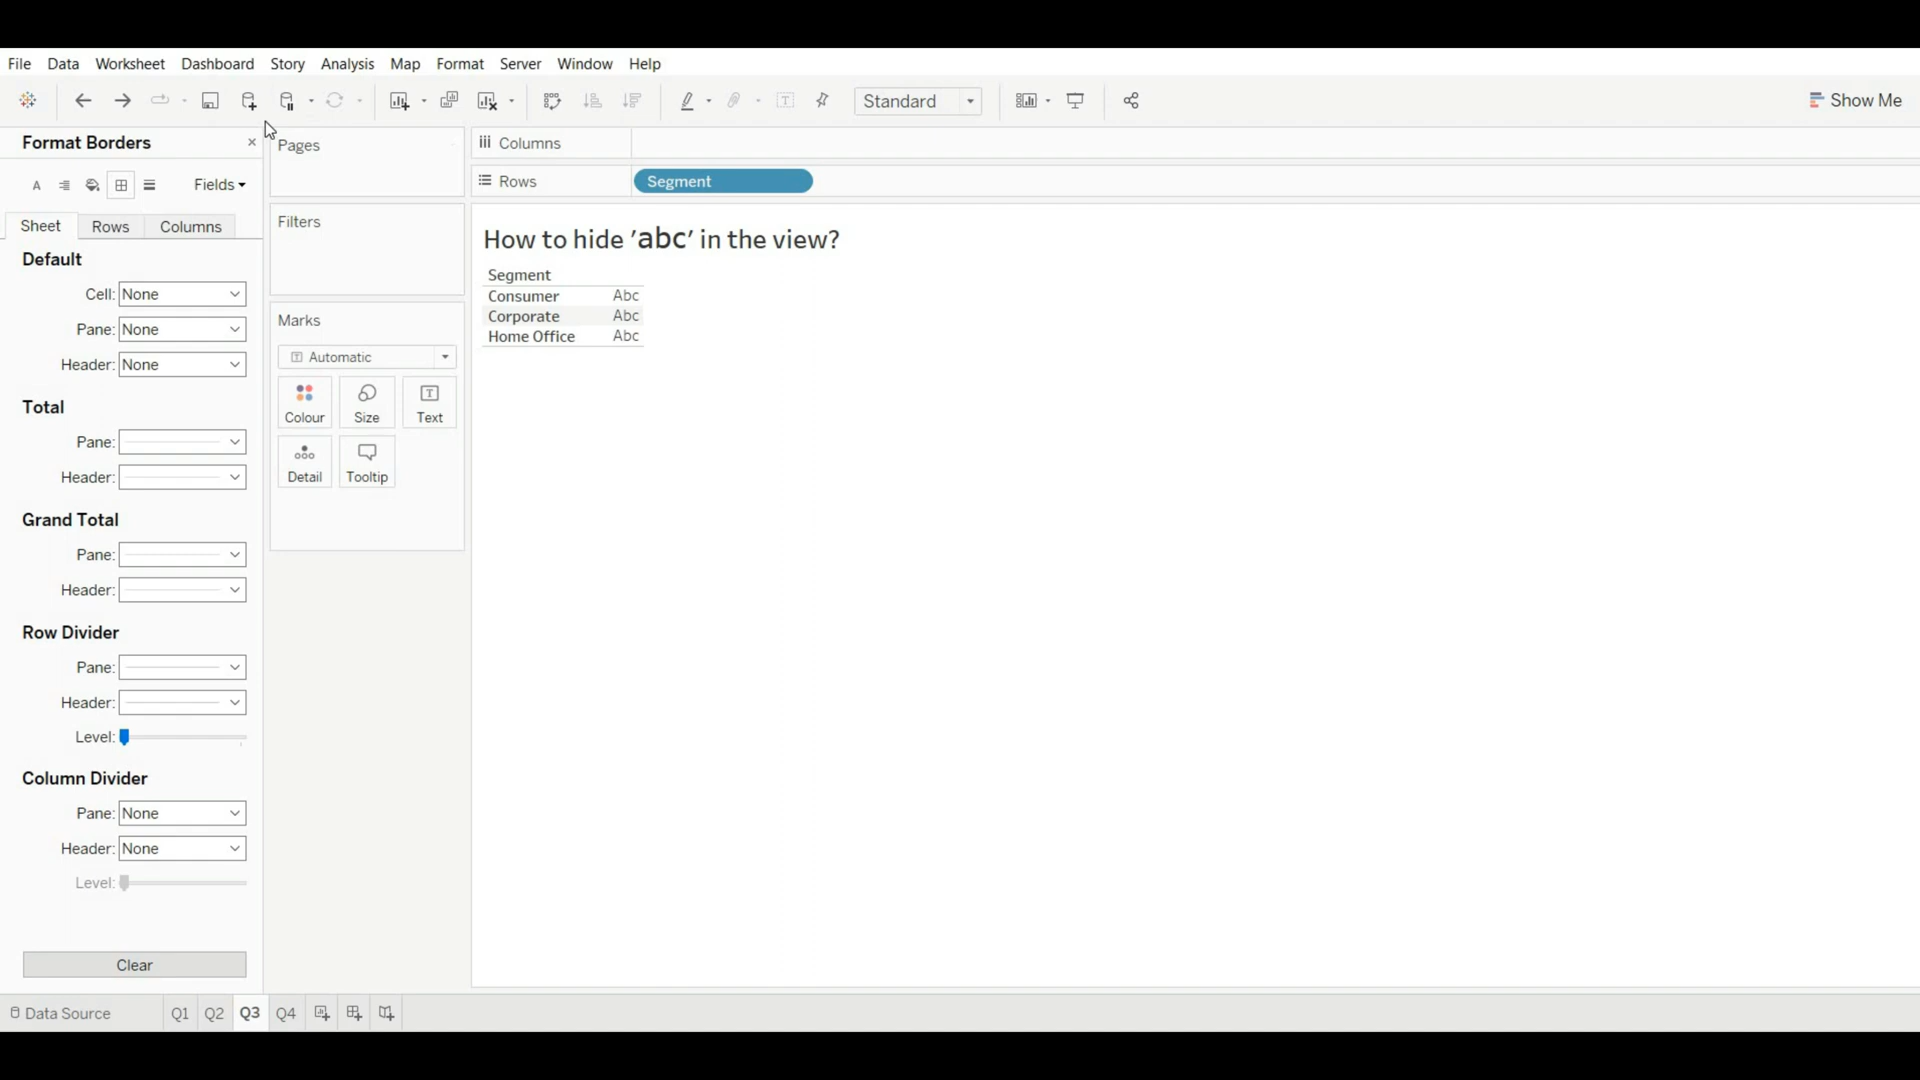 File Data Worksheet Dashboard Story Analysis Map Format Server Window Help
Standard
Show Me
Format Borders
A
Fields
Sheet Rows Columns
Default
Cell: None
Pane: None
Header: None
Total
Pane:
Header:
Grand Total
Pane:
Header:
Row Divider
Pane:
Header:
Level:
Column Divider
Pane: None
Header: None
Level:
Clear
Pages
Filters
Marks
T Automatic
Colour Size T Text
Detail Tooltip
iii Columns
Rows Segment
How to hide 'abc' in the view?
Segment
Consumer Abc
Corporate Abc
Home Office Abc
Data Source Q1 Q2 Q3 Q4